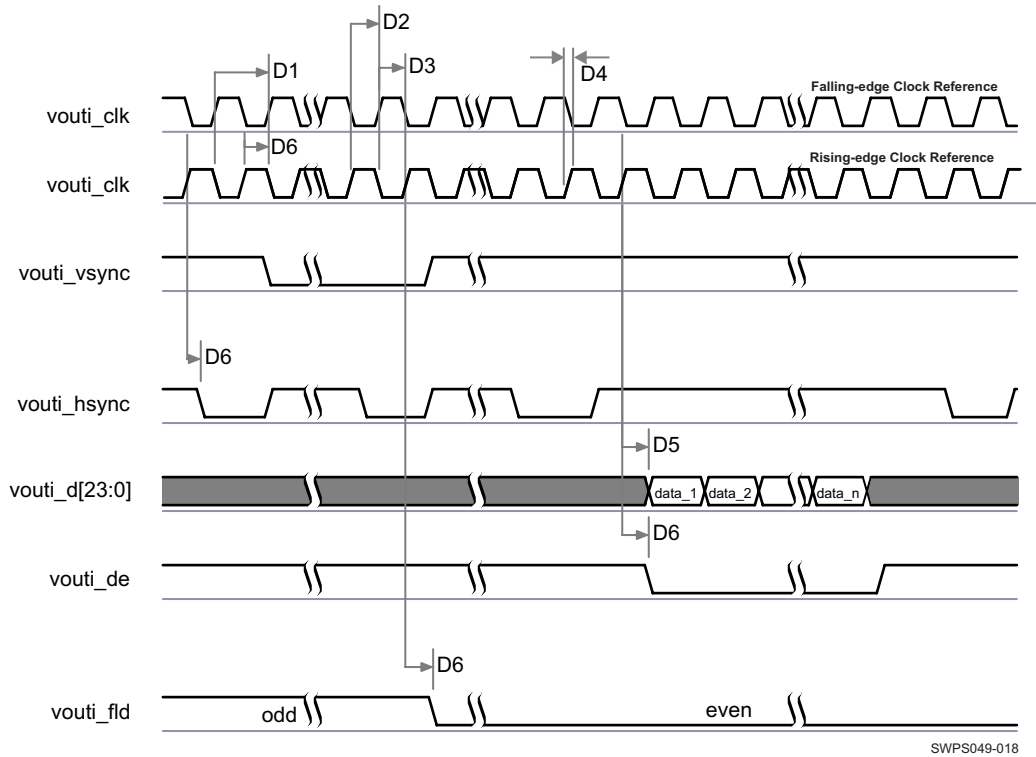 D2
D1
D3
D4
Falling-edge Clock Reference
vouti_clk
D6
Rising-edge Clock Reference
vouti_clk
vouti_vsync
D6
vouti_hsync
D5
vouti_d[23:0]
data_1 data_2 data_n
D6
vouti_de
D6
vouti_fld
odd even
SWPS049-018